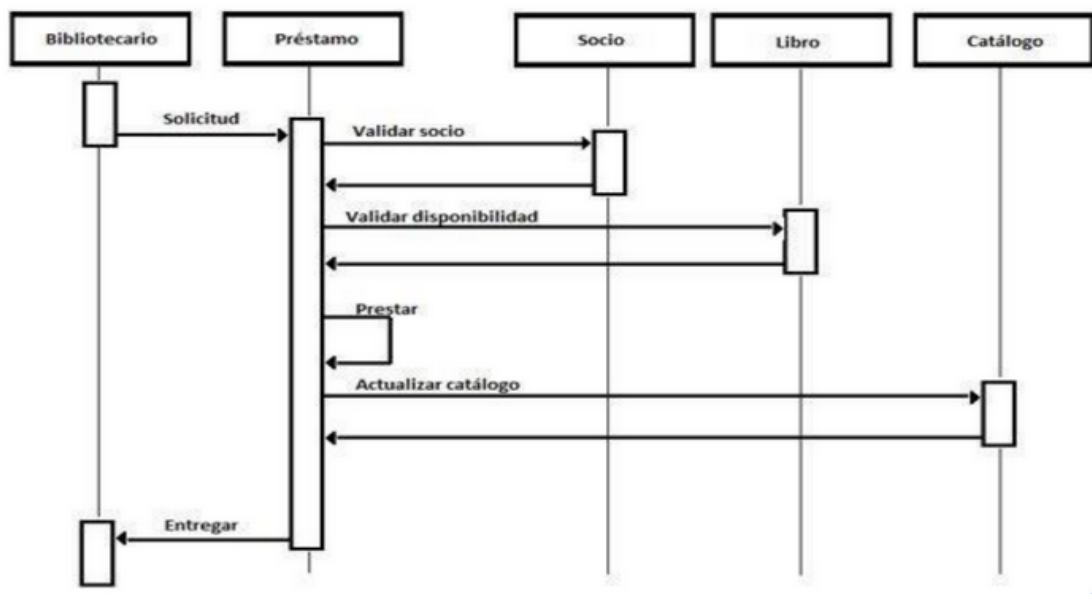 Bibliotecario
Préstamo
Socio
Libro
Catálogo
Solicitud
Validar socio
Validar disponibilidad
Prestar
Actualizar catálogo
Entregar